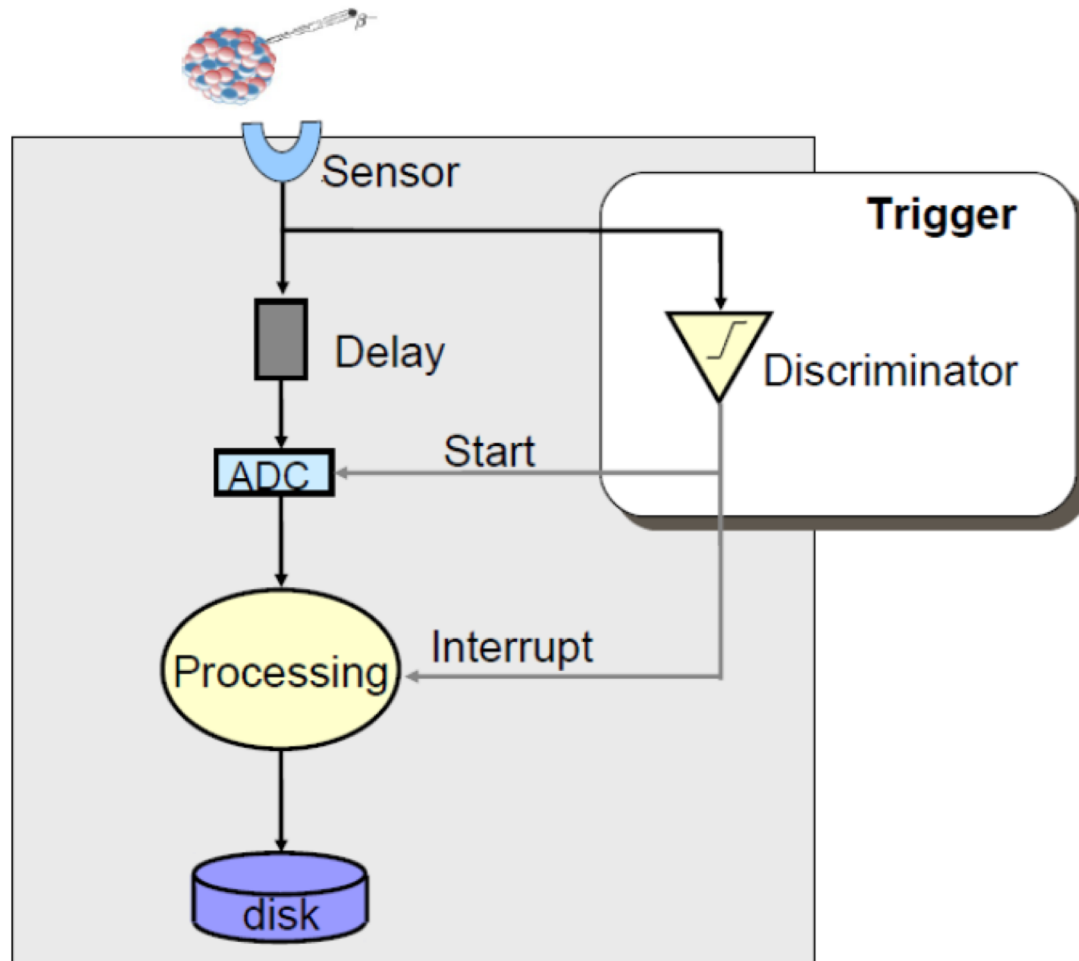 β⁻
Sensor
Trigger
Delay
Discriminator
Start
ADC
Interrupt
Processing
disk